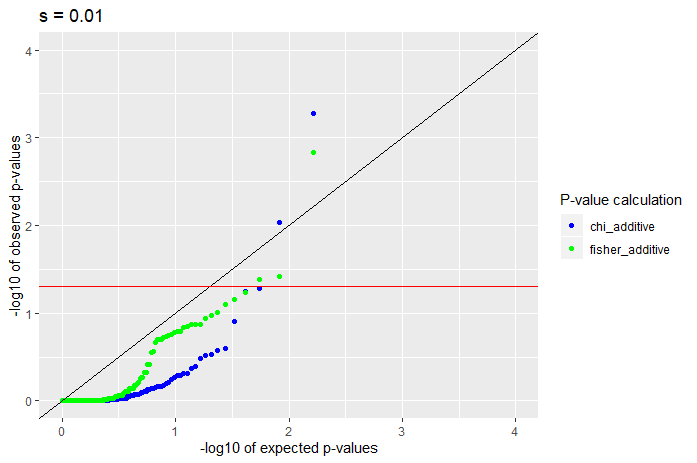 s = 0.01
4
3
2
1
0
-log10 of observed p-values
0
1
2
3
4
-log10 of expected p-values
P-value calculation
chi_additive
fisher_additive